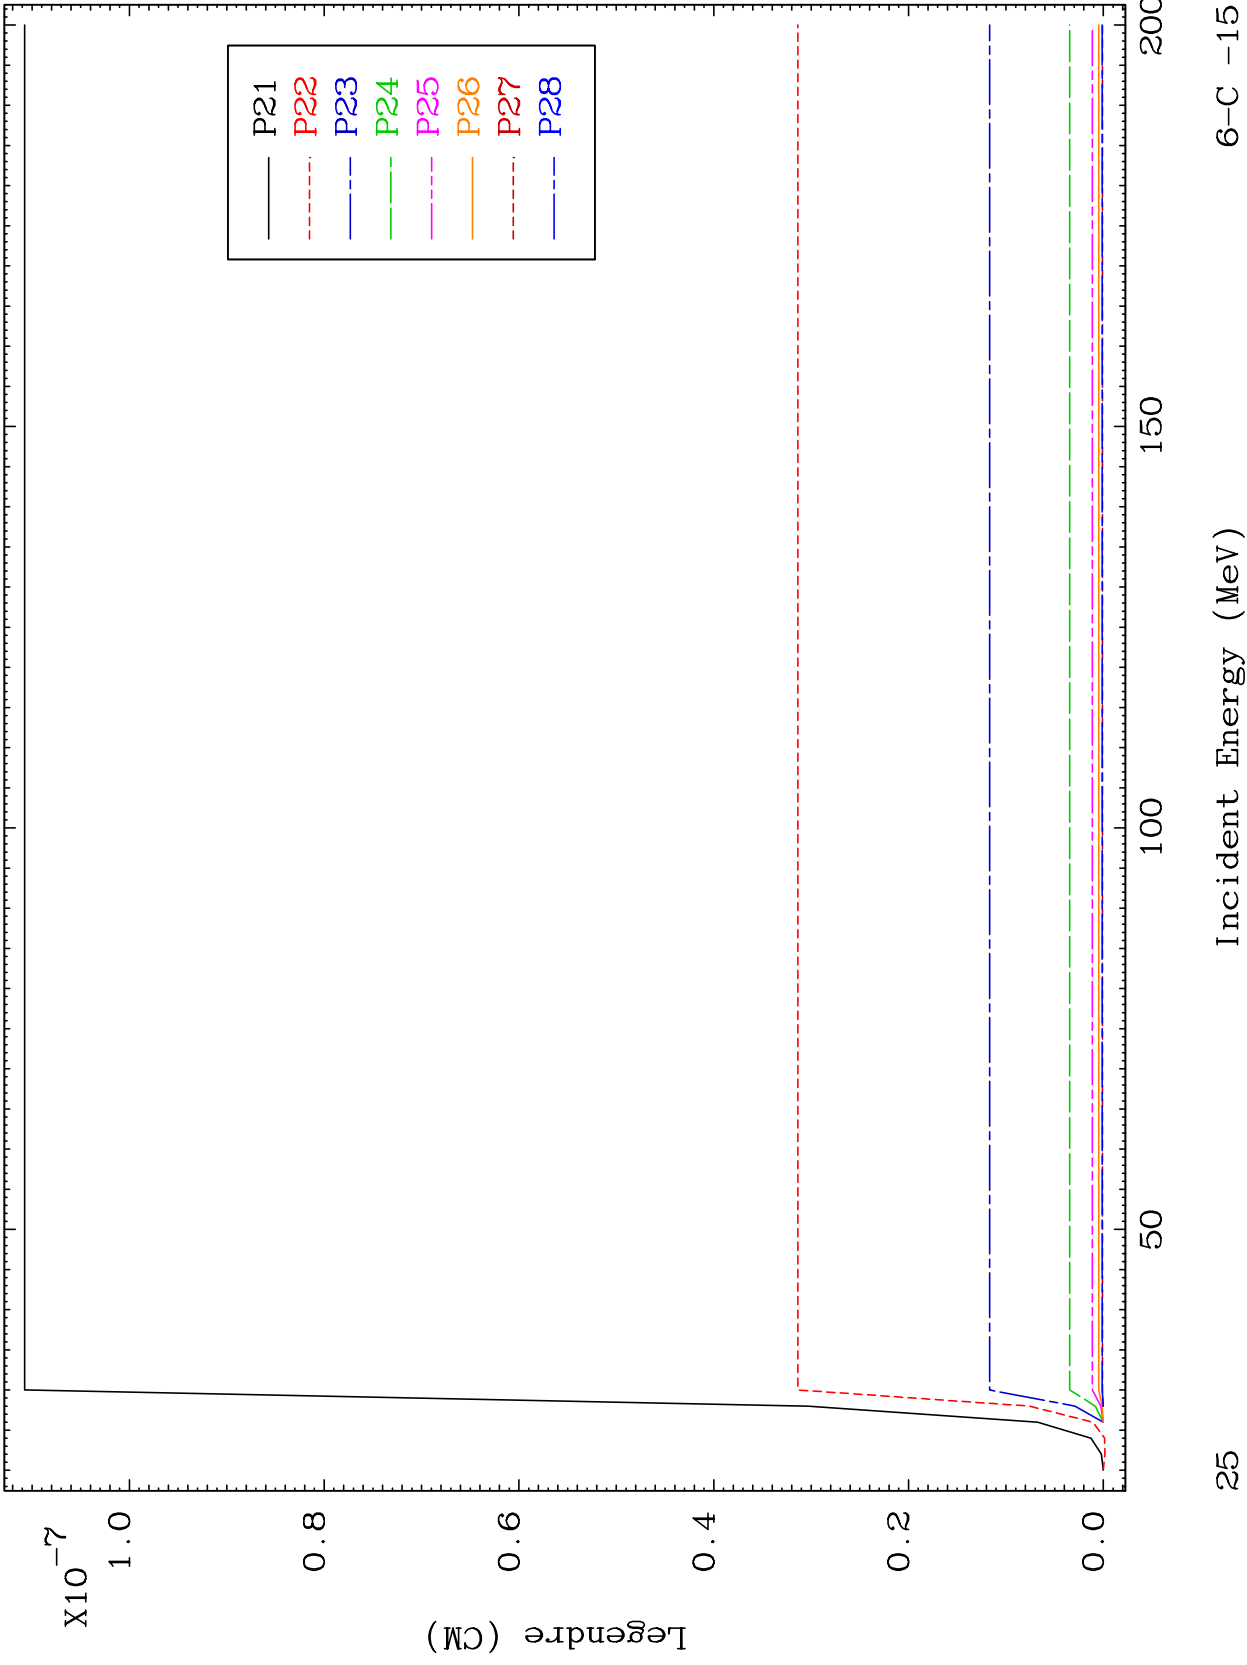 X10-7
1.0
0.8
0.6
0.4
0.2
0.0
Legendre (CM)
P21
P22
P23
P24
P25
P26
P27
P28
50
100
150
200
Incident Energy (MeV)
25
6-C -15